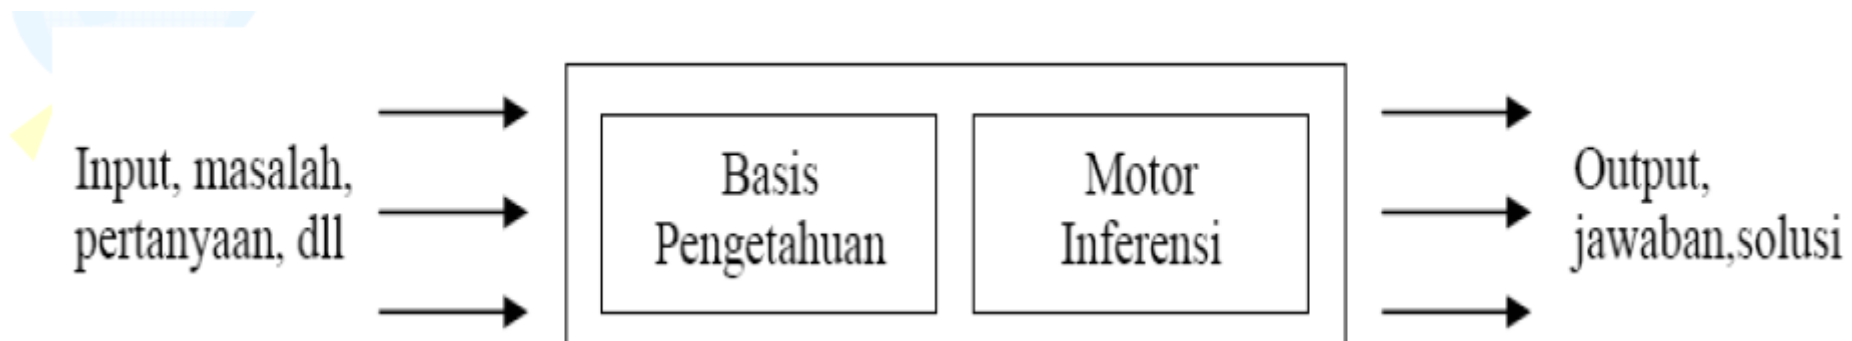 Input, masalah,
pertanyaan, dll
Basis
Pengetahuan
Motor
Inferensi
Output,
jawaban,solusi